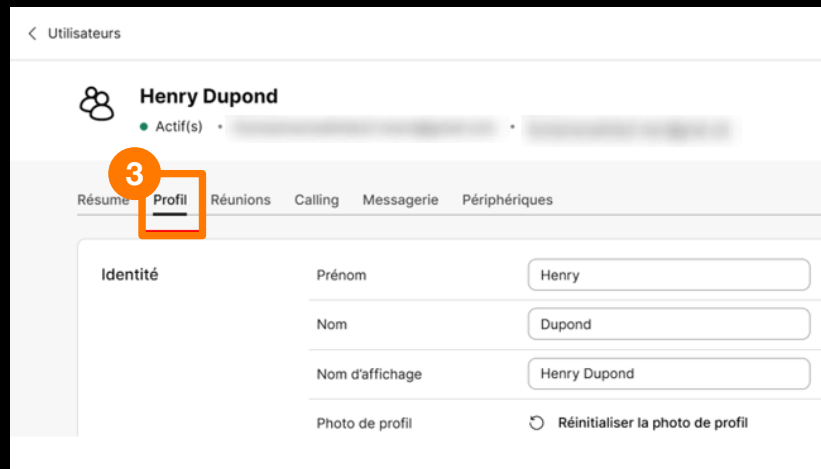 Utilisateurs
Henry Dupond
Actif(s)
3
Résumé Profil Réunions Calling Messagerie Périphériques
Identité Prénom Henry
Nom Dupond
Nom d'affichage Henry Dupond
Photo de profil Réinitialiser la photo de profil